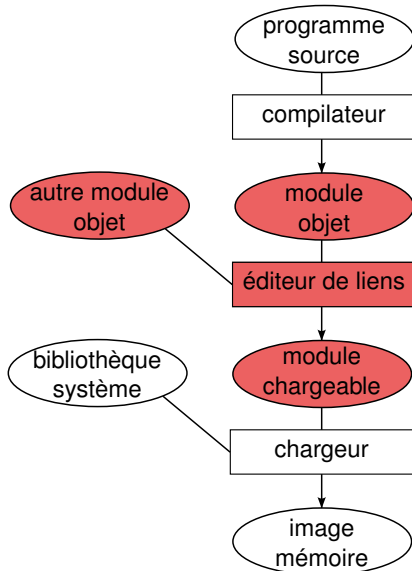 programme
source
compilateur
autre module
objet
module
objet
éditeur de liens
bibliothèque
système
module
chargeable
chargeur
image
mémoire